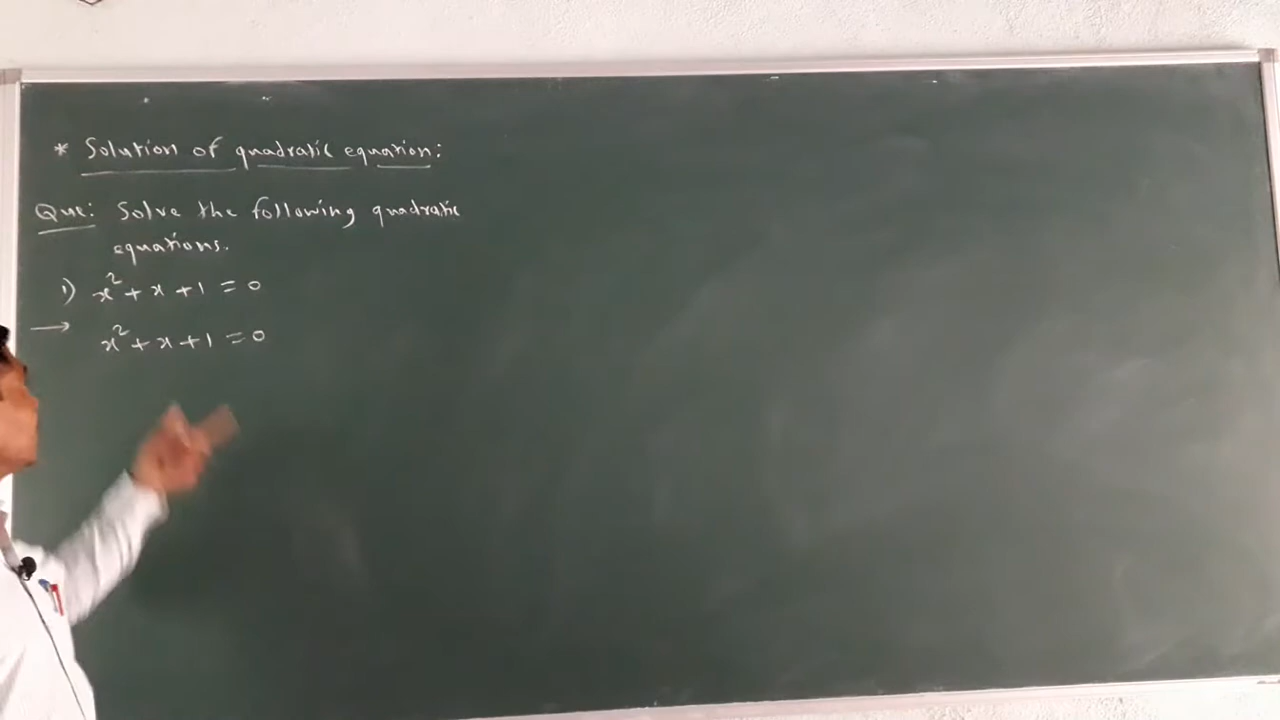 * Solution of quadratic equation:
Que: Solve the following quadratic
equations.
1) x² + x + 1 = 0
→ x² + x + 1 = 0